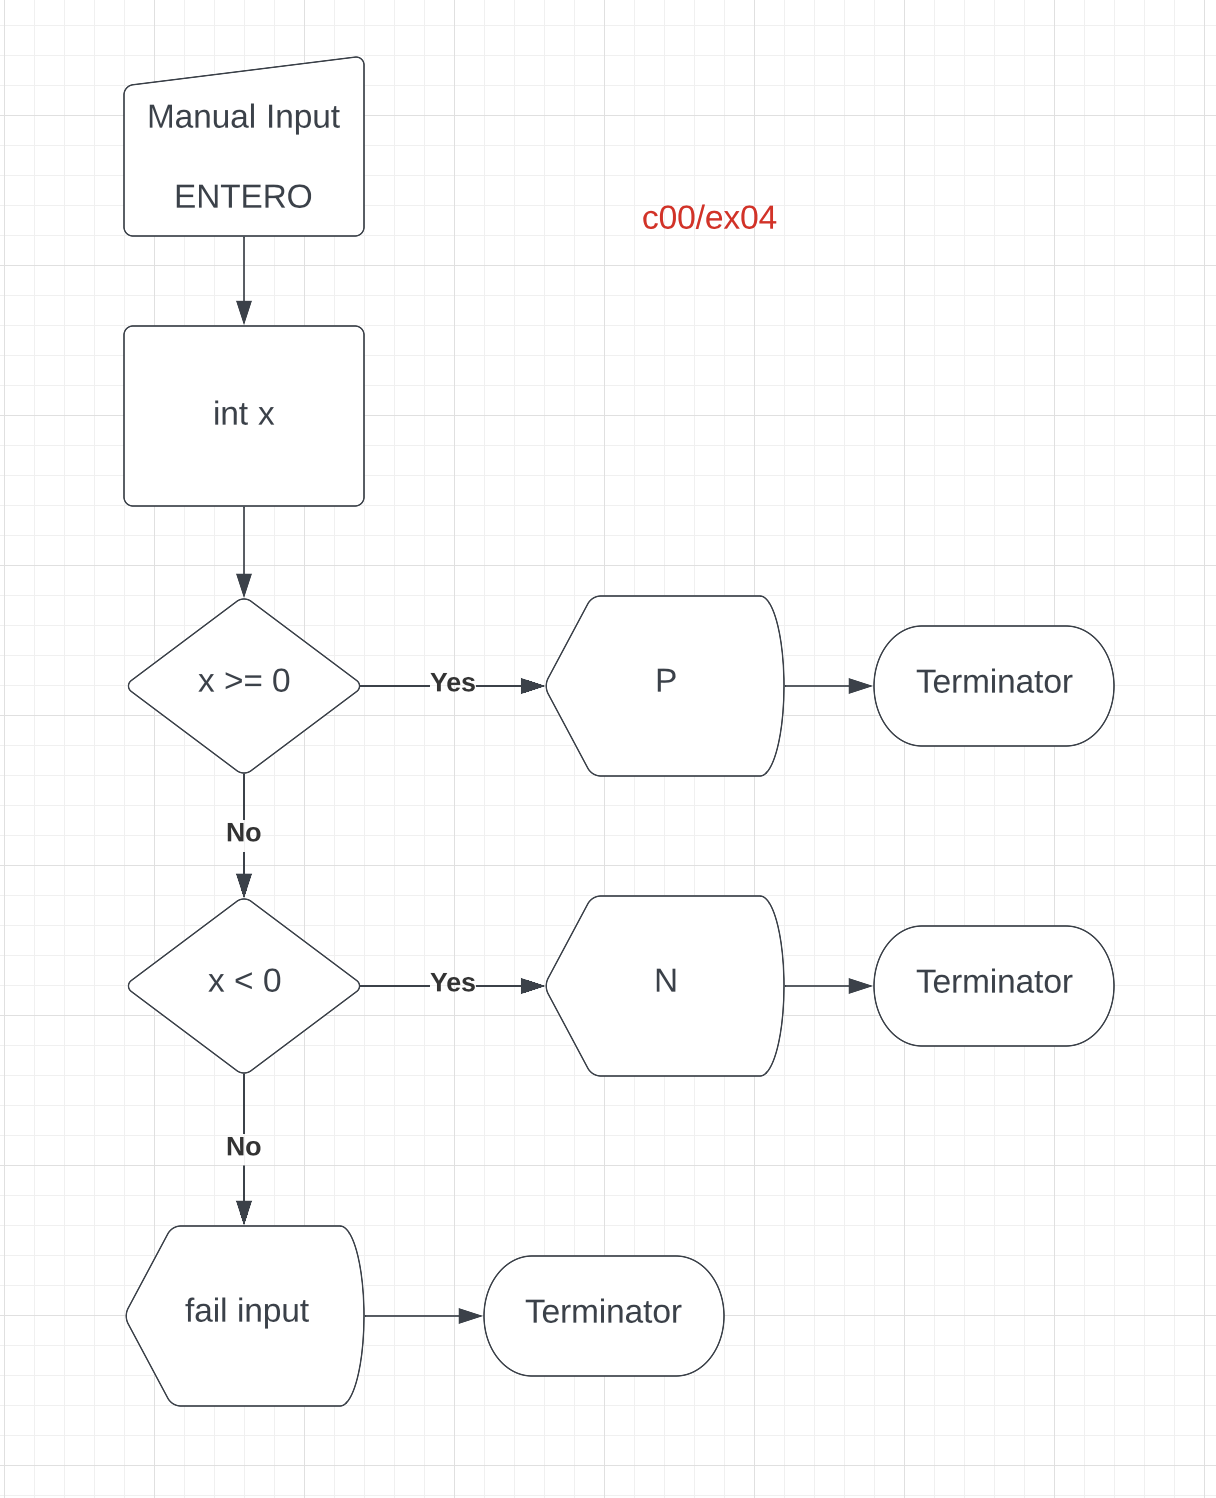 Manual Input
ENTERO
c00/ex04
int x
x >= 0
Yes
P
Terminator
No
x < 0
Yes
N
Terminator
No
fail input
Terminator